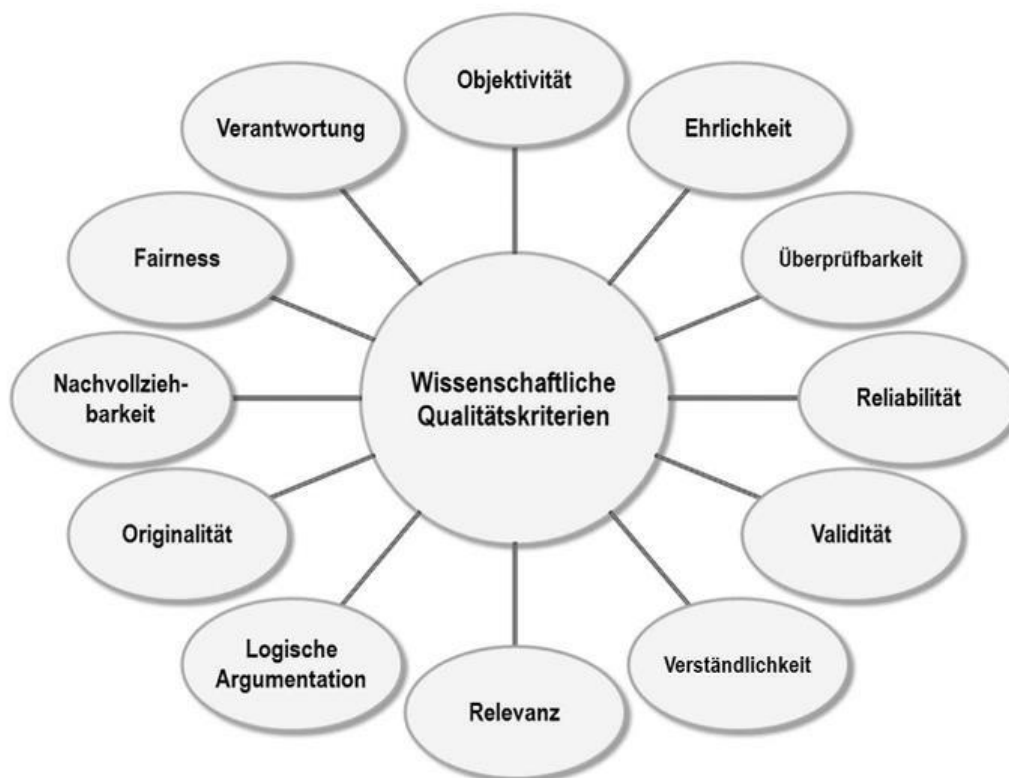 Objektivität
Verantwortung
Ehrlichkeit
Fairness
Überprüfbarkeit
Nachvollzieh-
barkeit
Wissenschaftliche
Qualitätskriterien
Reliabilität
Originalität
Validität
Logische
Argumentation
Verständlichkeit
Relevanz